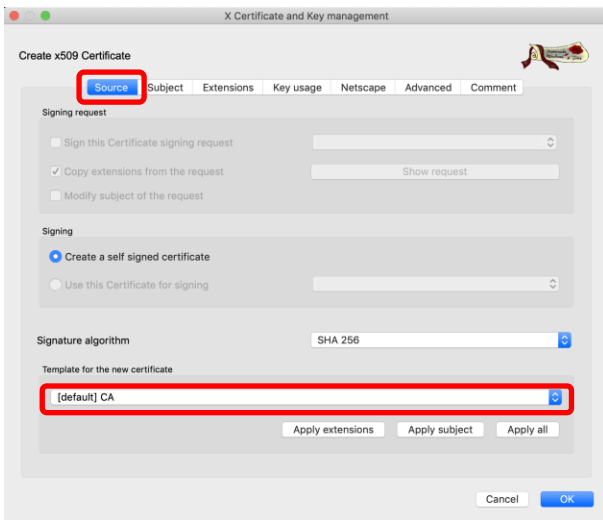 X Certificate and Key management
Create x509 Certificate
Source Subject Extensions Key usage Netscape Advanced Comment
Signing request
Sign this Certificate signing request
Copy extensions from the request Show request
Modify subject of the request
Signing
Create a self signed certificate
Use this Certificate for signing
Signature algorithm SHA 256
Template for the new certificate
[default] CA
Apply extensions Apply subject Apply all
Cancel OK